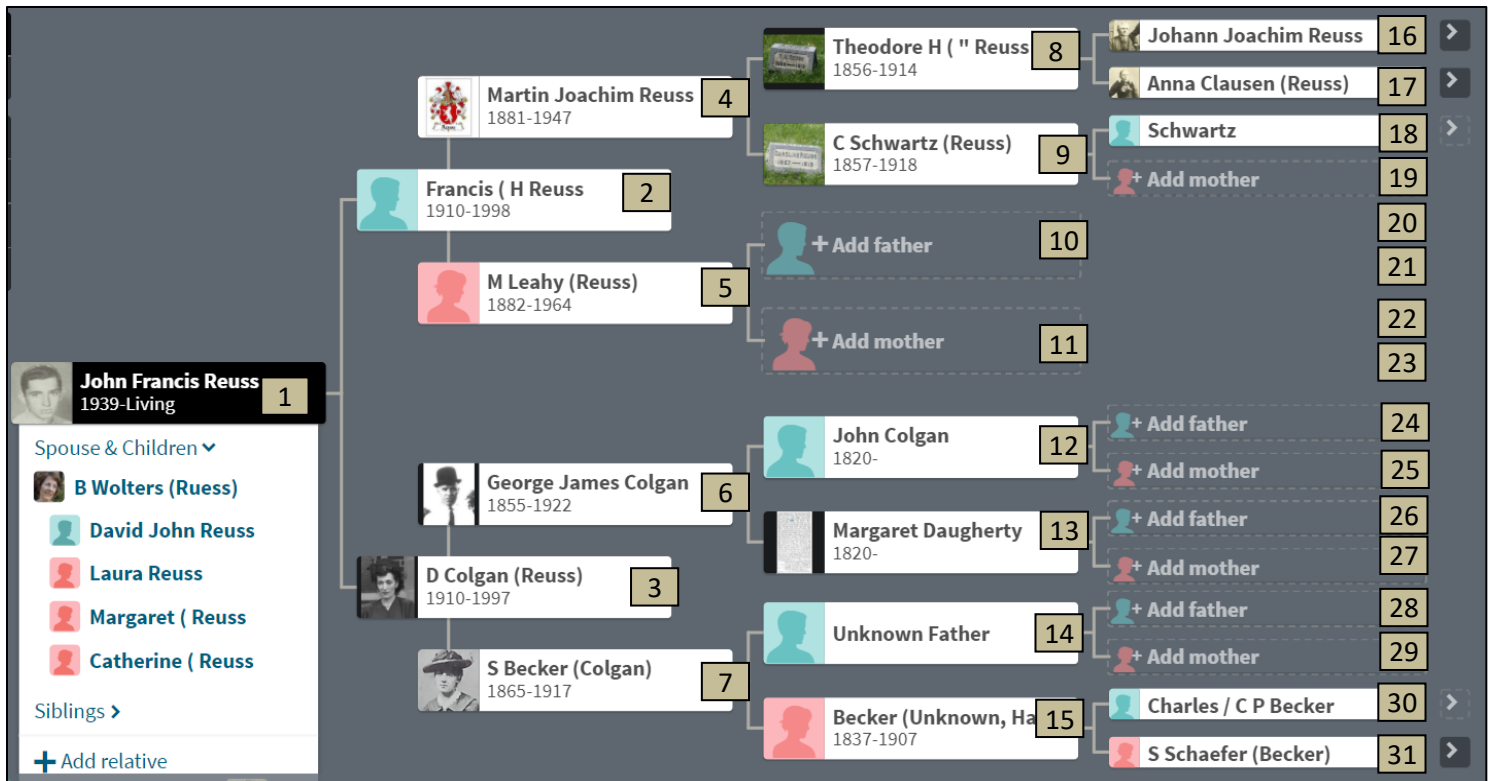 John Francis Reuss
1
1939-Living
Spouse & Children
B Wolters (Ruess)
David John Reuss
Laura Reuss
Margaret ( Reuss
Catherine ( Reuss
Siblings
+ Add relative
Francis ( H Reuss
2
1910-1998
D Colgan (Reuss)
3
1910-1997
Martin Joachim Reuss
4
1881-1947
M Leahy (Reuss)
5
1882-1964
George James Colgan
6
1855-1922
S Becker (Colgan)
7
1865-1917
Theodore H ( " Reuss
8
1856-1914
C Schwartz (Reuss)
9
1857-1918
+ Add father
10
+ Add mother
11
John Colgan
12
1820-
Margaret Daugherty
13
1820-
Unknown Father
14
Becker (Unknown, Ha
15
1837-1907
Johann Joachim Reuss
16
Anna Clausen (Reuss)
17
Schwartz
18
+ Add mother
19
20
21
22
23
+ Add father
24
+ Add mother
25
+ Add father
26
+ Add mother
27
+ Add father
28
+ Add mother
29
Charles / C P Becker
30
S Schaefer (Becker)
31